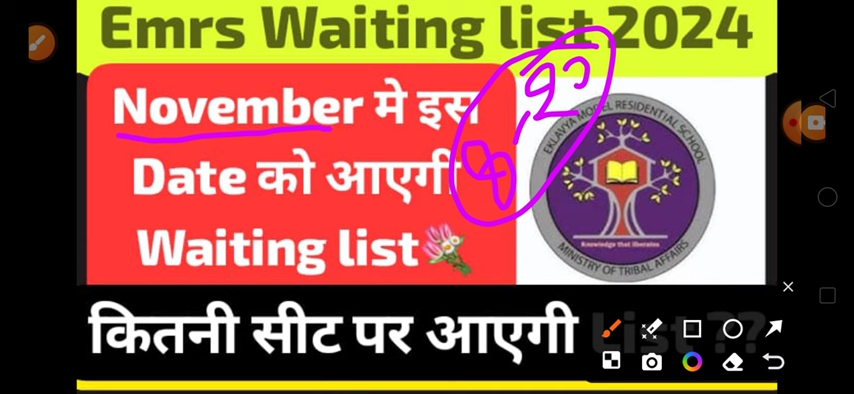 Emrs Waiting list 2024
November मे इस
Date को आएगी
Waiting list
EKLAVYA MODEL RESIDENTIAL SCHOOL
Knowledge that liberates
MINISTRY OF TRIBAL AFFAIRS
कितनी सीट पर आएगी List ??